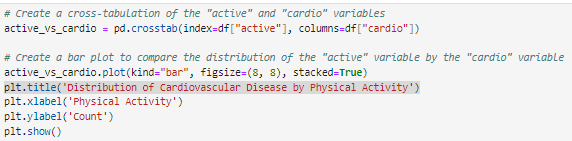 # Create a cross-tabulation of the "active" and "cardio" variables
active_vs_cardio = pd.crosstab(index=df["active"], columns=df["cardio"])
# Create a bar plot to compare the distribution of the "active" variable by the "cardio" variable
active_vs_cardio.plot(kind="bar", figsize=(8, 8), stacked=True)
plt.title('Distribution of Cardiovascular Disease by Physical Activity')
plt.xlabel('Physical Activity')
plt.ylabel('Count')
plt.show()